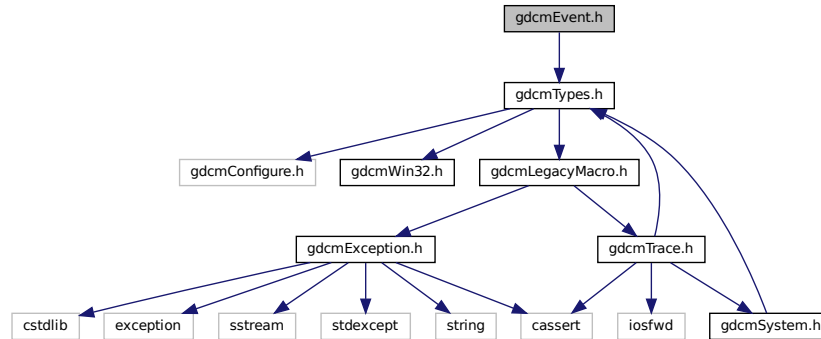 gdcmEvent.h
gdcmTypes.h
gdcmConfigure.h
gdcmWin32.h
gdcmLegacyMacro.h
gdcmException.h
gdcmTrace.h
cstdlib
exception
sstream
stdexcept
string
cassert
iosfwd
gdcmSystem.h